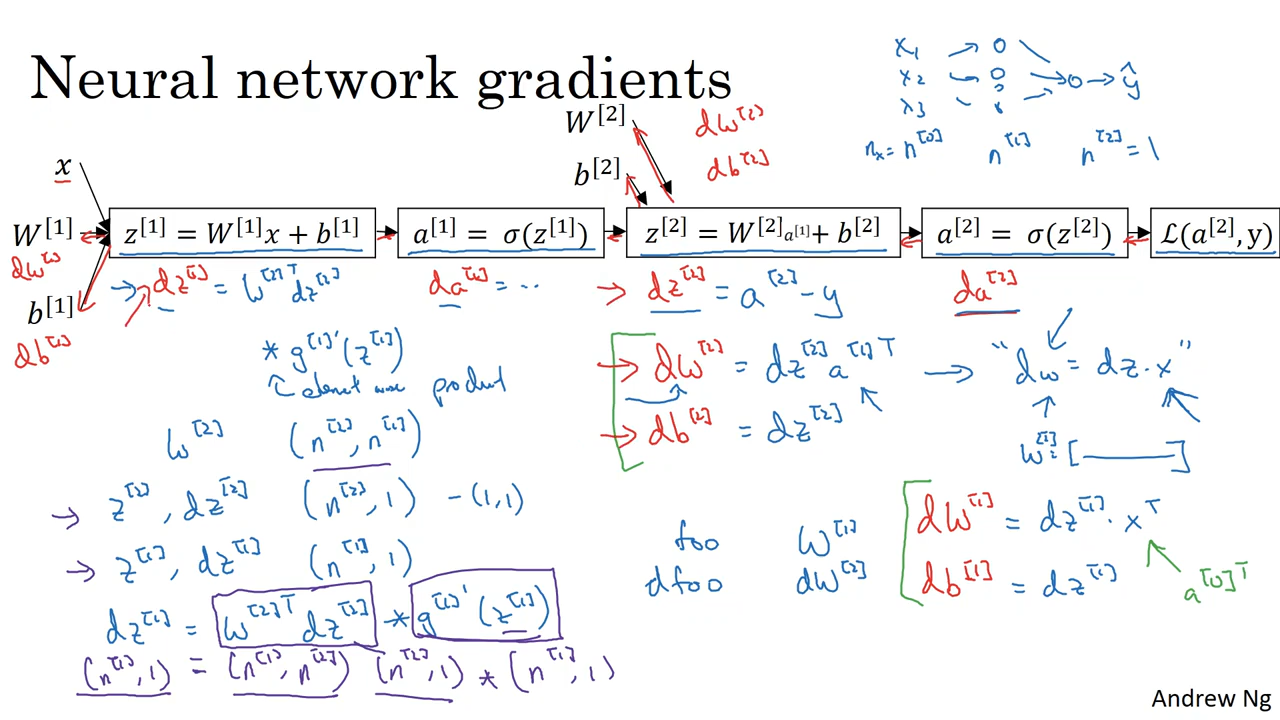 Neural network gradients
x₁
x₂
x₃
ŷ
nₓ = n^[0] n^[1] n^[2] = 1
W^[2] dW^[2]
b^[2] db^[2]
x
W^[1] z^[1] = W^[1]x + b^[1] a^[1] = σ(z^[1]) z^[2] = W^[2]a^[1] + b^[2] a^[2] = σ(z^[2]) ℒ(a^[2], y)
dW^[1]
b^[1]
db^[1]
→ dz^[1] = W^[2]T dz^[2]
* g^[1]'(z^[1])
↑ element wise product
da^[1] = ...
→ dz^[2] = a^[2] − y
da^[2]
→ dW^[2] = dz^[2] a^[1]T → "dw = dz · x"
→ db^[2] = dz^[2]
W^[2] (n^[2], n^[1])
→ z^[2], dz^[2] (n^[2], 1) − (1,1)
→ z^[1], dz^[1] (n^[1], 1)
dz^[1] = W^[2]T dz^[2] * g^[1]'(z^[1])
(n^[1], 1) = (n^[1], n^[2]) (n^[2], 1) * (n^[1], 1)
foo W^[1]
dfoo dW^[2]
dW^[1] = dz^[1] · x^T
db^[1] = dz^[1]
a^[0]T
Andrew Ng